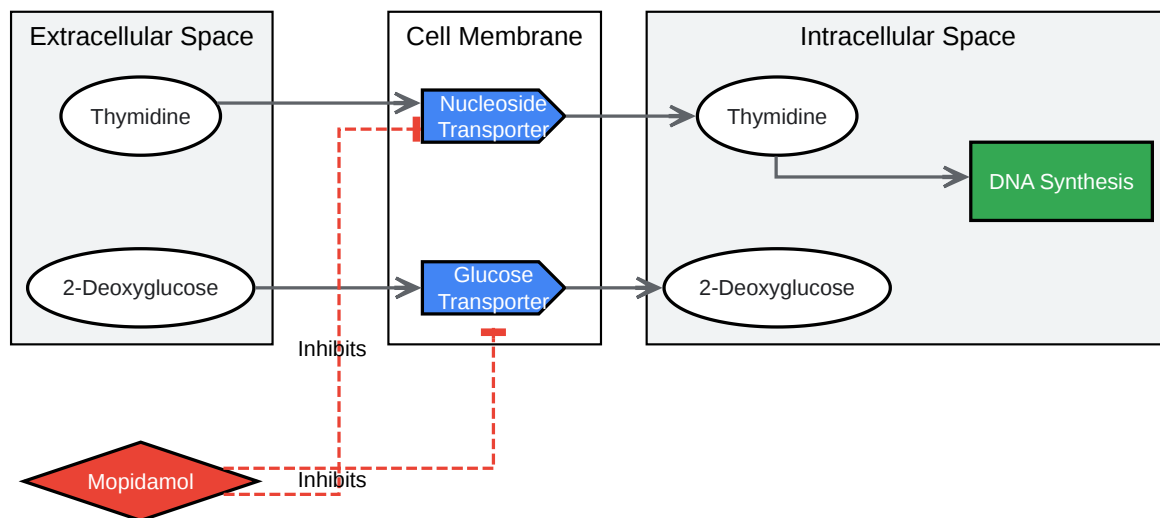 Extracellular Space
Cell Membrane
Intracellular Space
Thymidine
Nucleoside
Transporter
Thymidine
DNA Synthesis
2-Deoxyglucose
Glucose
Transporter
2-Deoxyglucose
Inhibits
Mopidamol
Inhibits